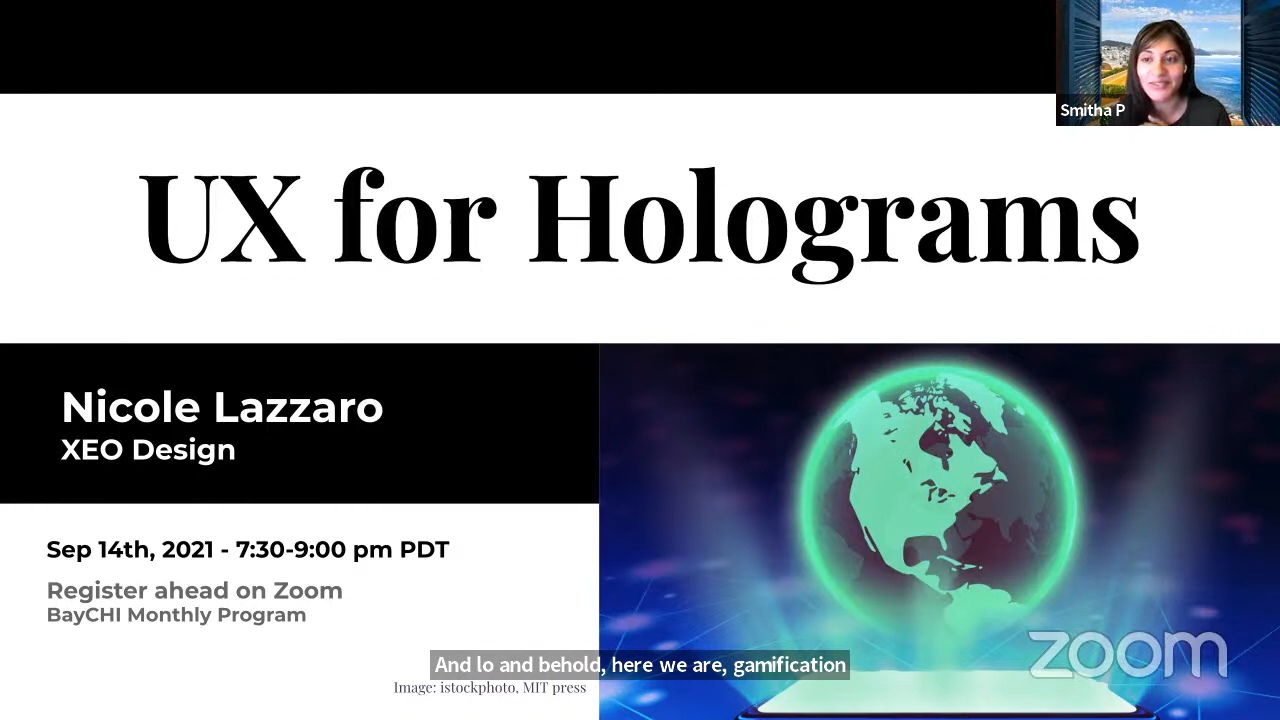 Smitha P
UX for Holograms
Nicole Lazzaro
XEO Design
Sep 14th, 2021 - 7:30-9:00 pm PDT
Register ahead on Zoom
BayCHI Monthly Program
zoom
And lo and behold, here we are, gamification
Image: istockphoto, MIT press